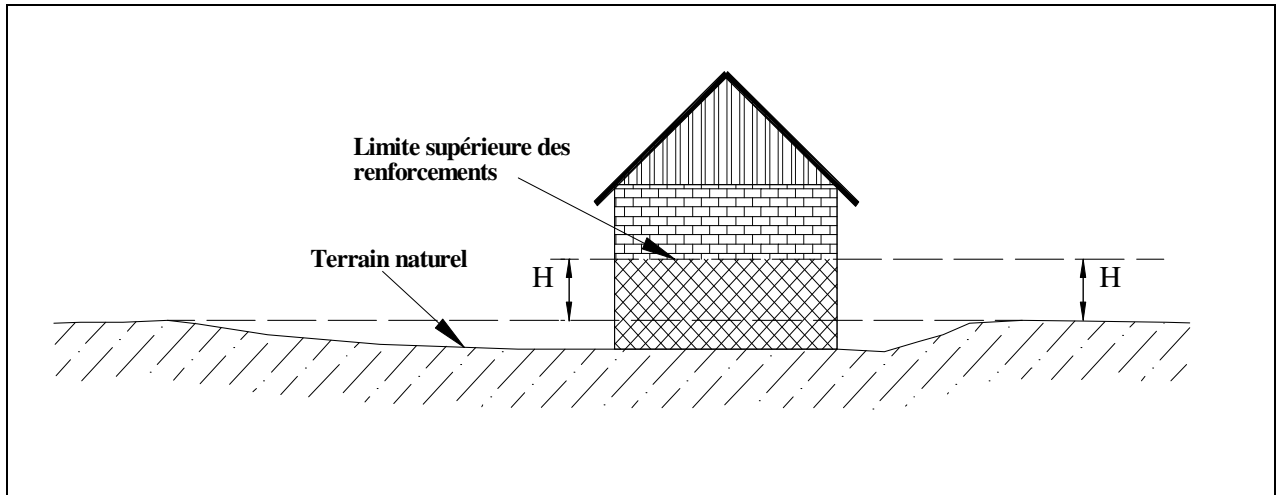 Limite supérieure des
renforcements
Terrain naturel
H
H